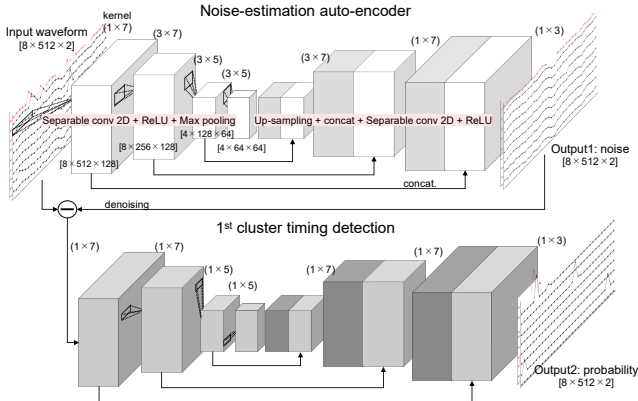 Noise-estimation auto-encoder
kernel
Input waveform
[8×512×2]
(1×7)
(3×7)
(3×5)
(3×5)
(3×7)
(1×7)
(1×3)
Separable conv 2D + ReLU + Max pooling
Up-sampling + concat + Separable conv 2D + ReLU
[4×128×64]
[8×256×128]
[4×64×64]
[8×512×128]
Output1: noise
[8×512×2]
concat.
denoising
1st cluster timing detection
(1×7)
(1×7)
(1×5)
(1×5)
(1×7)
(1×7)
(1×3)
Output2: probability
[8×512×2]